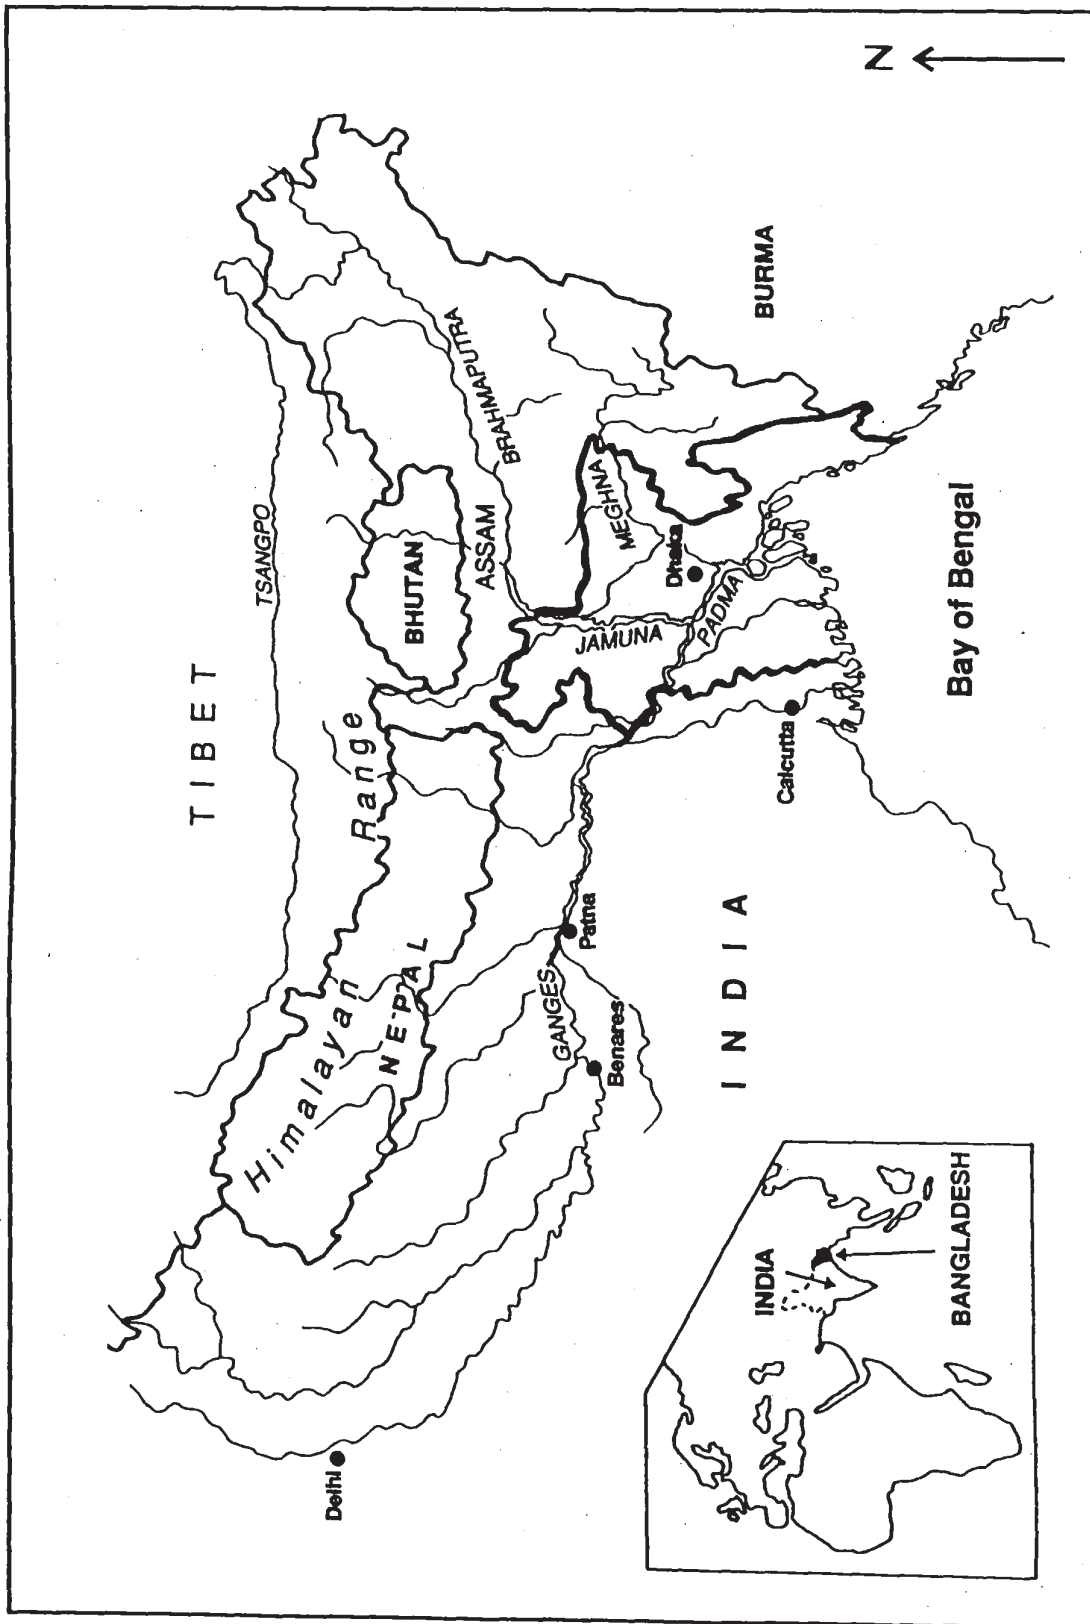 N
TIBET
TSANGPO
Himalayan Range
NEPAL
BHUTAN
ASSAM
BRAHMAPUTRA
BURMA
Delhi
GANGES
Benares
Patna
MEGHNA
JAMUNA
Dhaka
PADMA
Calcutta
INDIA
Bay of Bengal
INDIA
BANGLADESH